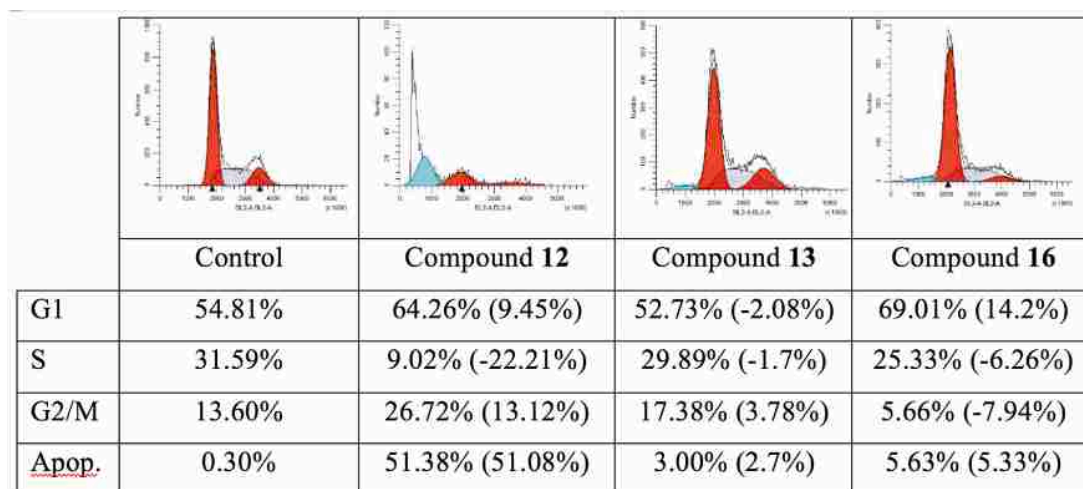 Control Compound 12 Compound 13 Compound 16
G1 54.81% 64.26% (9.45%) 52.73% (-2.08%) 69.01% (14.2%)
S 31.59% 9.02% (-22.21%) 29.89% (-1.7%) 25.33% (-6.26%)
G2/M 13.60% 26.72% (13.12%) 17.38% (3.78%) 5.66% (-7.94%)
Apop. 0.30% 51.38% (51.08%) 3.00% (2.7%) 5.63% (5.33%)